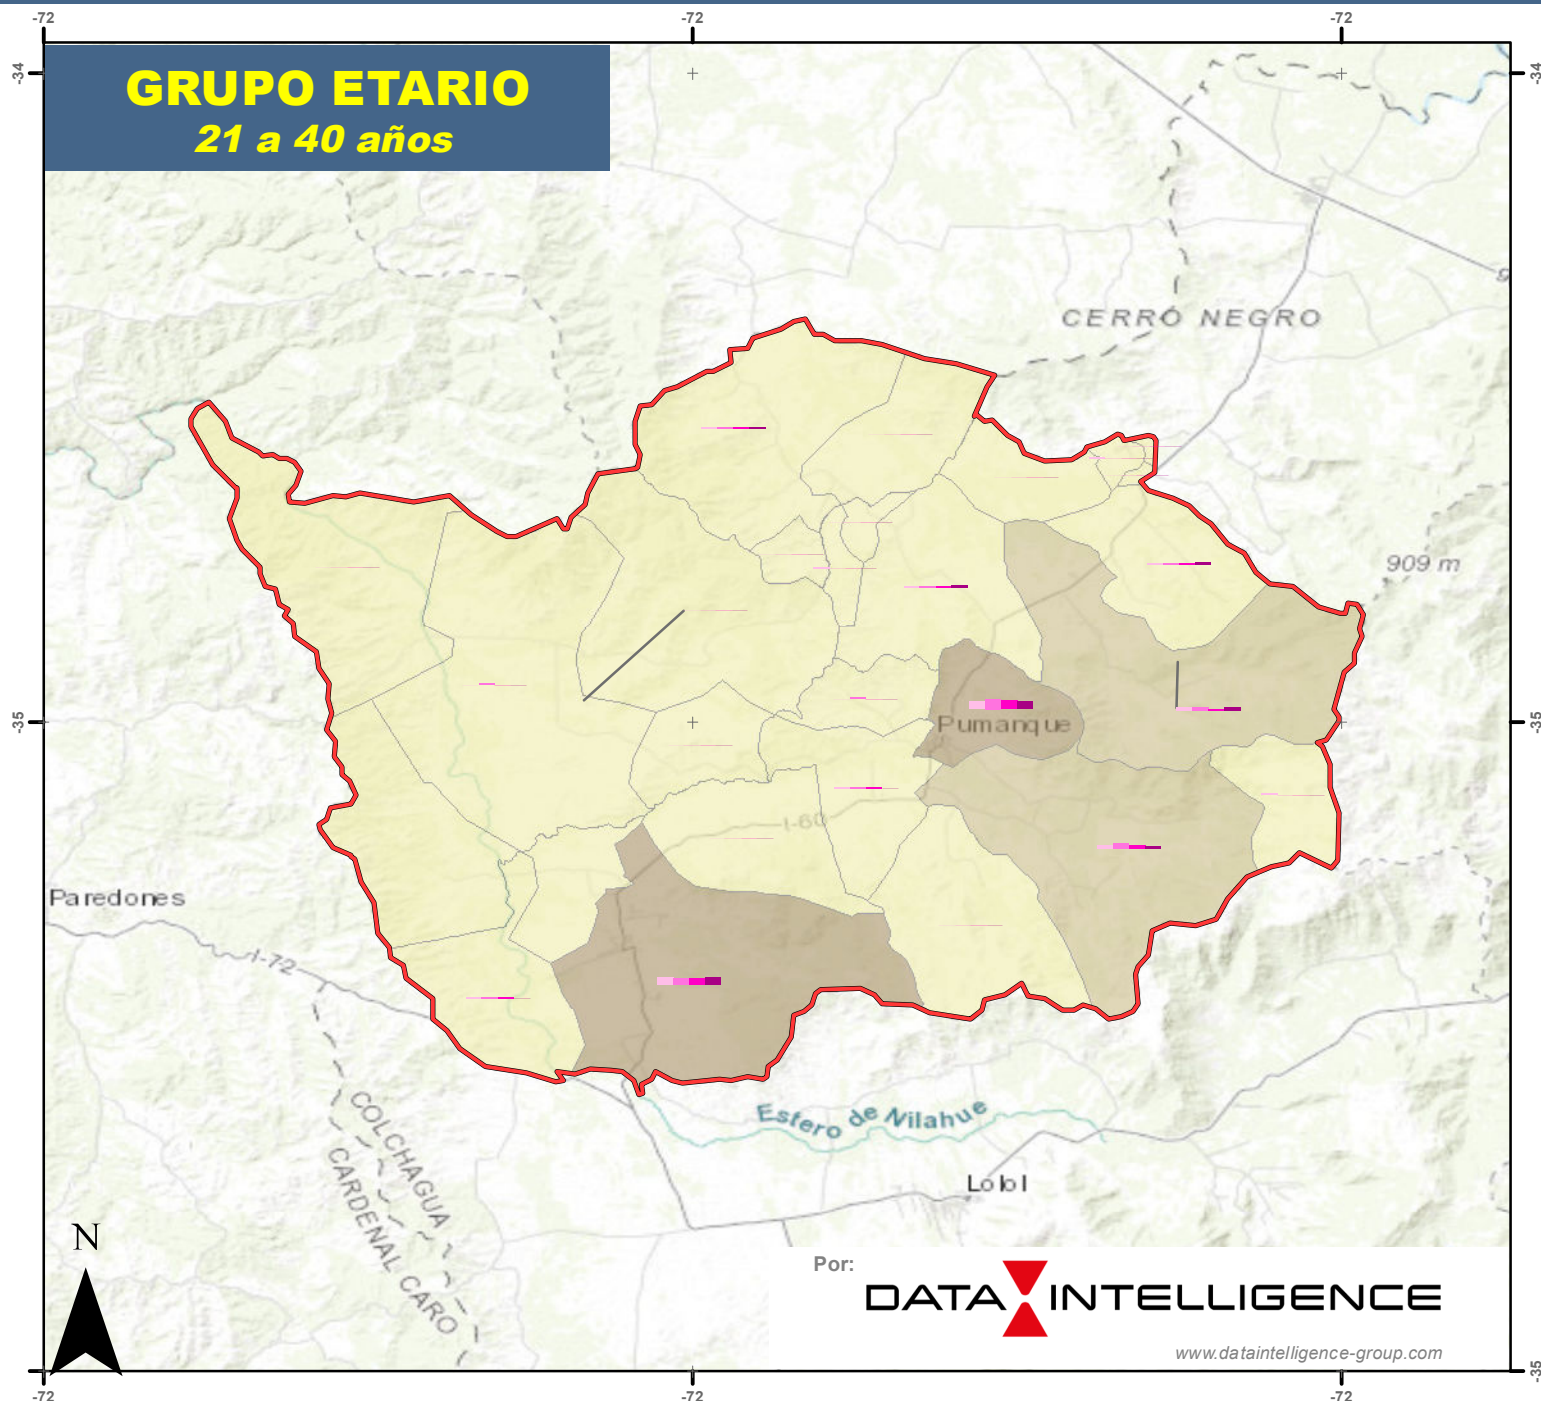 -72
-72
-72
-34
-34
GRUPO ETARIO
21 a 40 años
CERRO NEGRO
909 m
-35
-35
Pumanque
I-60
Paredones
I-72
Estero de Nilahue
COLCHAGUA
CARDENAL CARO
Lolol
N
Por:
DATA INTELLIGENCE
www.dataintelligence-group.com
-35
-72
-72
-72